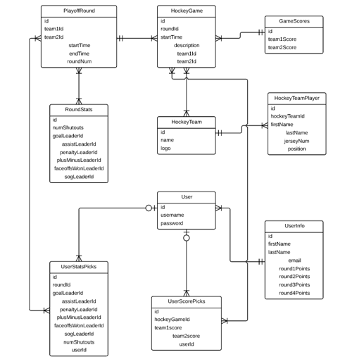 PlayoffRound
id
team1Id
team2Id
startTime
endTime
roundNum
HockeyGame
id
roundId
startTime
description
team1Id
team2Id
GameScores
id
team1Score
team2Score
RoundStats
id
numShutouts
goalLeaderId
assistLeaderId
penaltyLeaderId
plusMinusLeaderId
faceoffsWonLeaderId
sogLeaderId
HockeyTeam
id
name
logo
HockeyTeamPlayer
id
hockeyTeamId
firstName
lastName
jerseyNum
position
User
id
username
password
UserInfo
id
firstName
lastName
email
round1Points
round2Points
round3Points
round4Points
UserStatsPicks
id
roundId
goalLeaderId
assistLeaderId
penaltyLeaderId
plusMinusLeaderId
faceoffsWonLeaderId
sogLeaderId
numShutouts
userId
UserScorePicks
id
hockeyGameId
team1score
team2score
userId